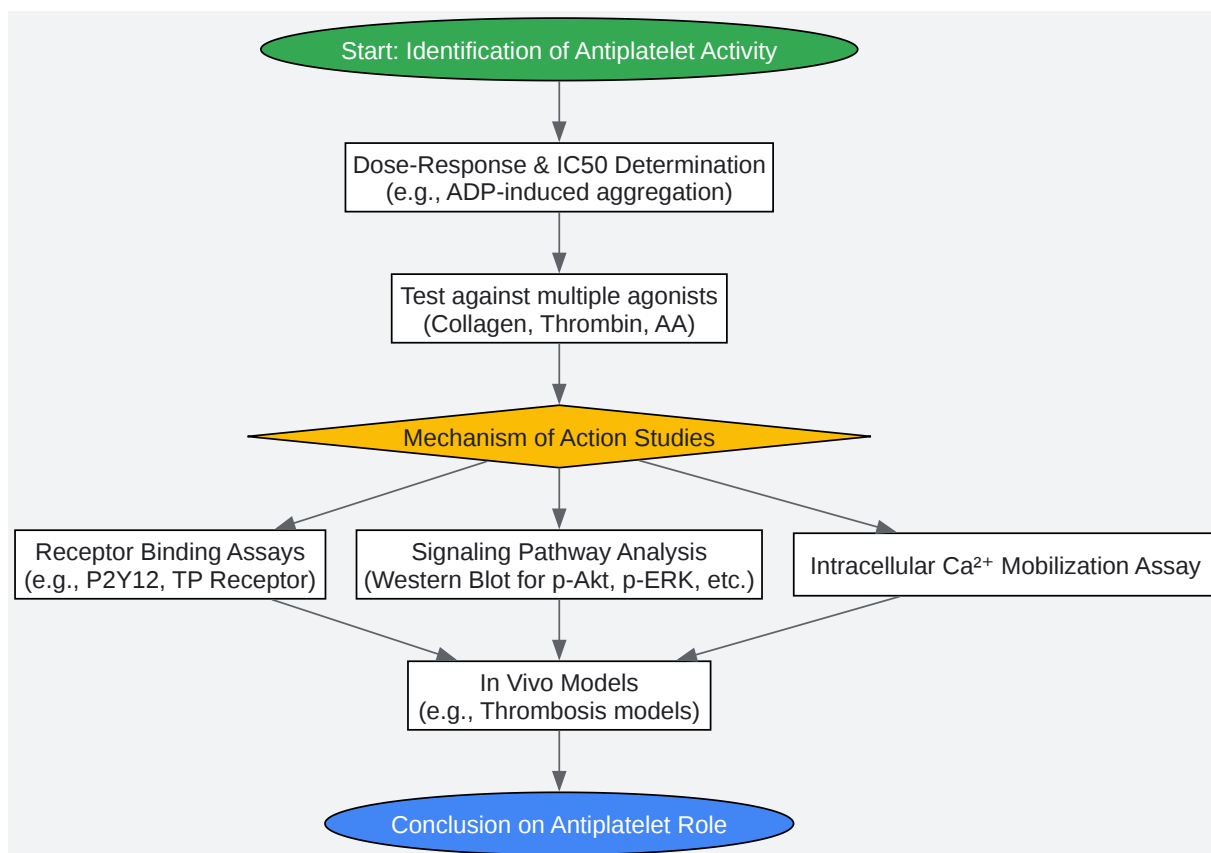 Start: Identification of Antiplatelet Activity
Dose-Response & IC50 Determination
(e.g., ADP-induced aggregation)
Test against multiple agonists
(Collagen, Thrombin, AA)
Mechanism of Action Studies
Receptor Binding Assays
(e.g., P2Y12, TP Receptor)
Signaling Pathway Analysis
(Western Blot for p-Akt, p-ERK, etc.)
Intracellular Ca²⁺ Mobilization Assay
In Vivo Models
(e.g., Thrombosis models)
Conclusion on Antiplatelet Role